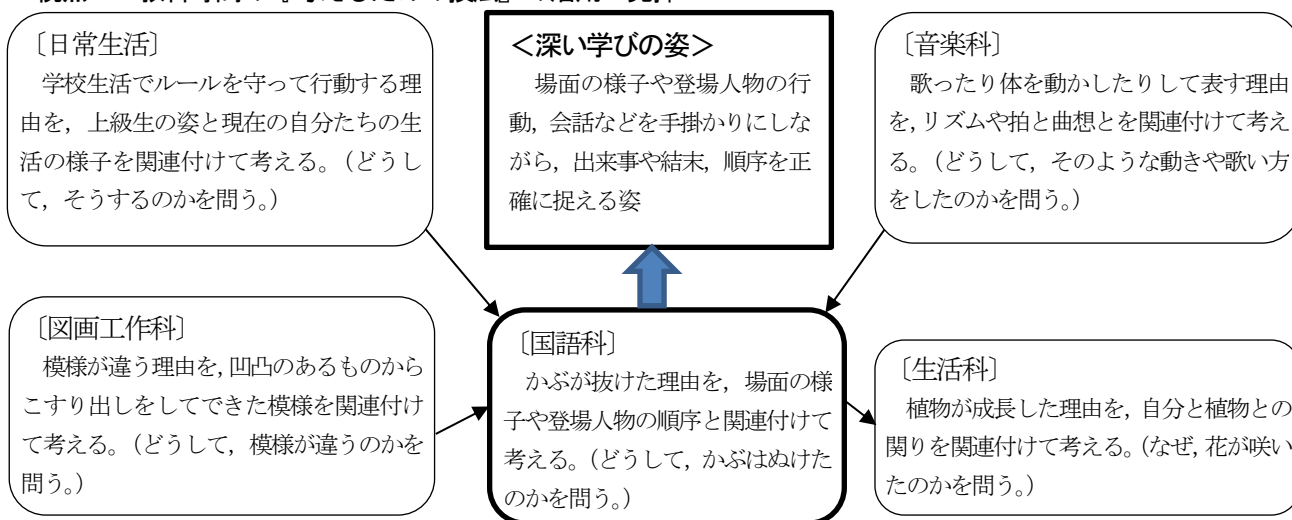 〔日常生活〕
学校生活でルールを守って行動する理
由を，上級生の姿と現在の自分たちの生
活の様子を関連付けて考える。（どうし
て，そうするのかを問う。）
＜深い学びの姿＞
場面の様子や登場人物の行
動，会話などを手掛かりにしな
がら，出来事や結末，順序を正
確に捉える姿
〔音楽科〕
歌ったり体を動かしたりして表す理由
を，リズムや拍と曲想とを関連付けて考え
る。（どうして，そのような動きや歌い方
をしたのかを問う。）
〔図画工作科〕
模様が違う理由を，凹凸のあるものから
こすり出しをしてできた模様を関連付け
て考える。（どうして，模様が違うのかを
問う。）
〔国語科〕
かぶが抜けた理由を，場面の様
子や登場人物の順序と関連付けて
考える。（どうして，かぶはぬけた
のかを問う。）
〔生活科〕
植物が成長した理由を，自分と植物との
関りを関連付けて考える。（なぜ，花が咲い
たのかを問う。）